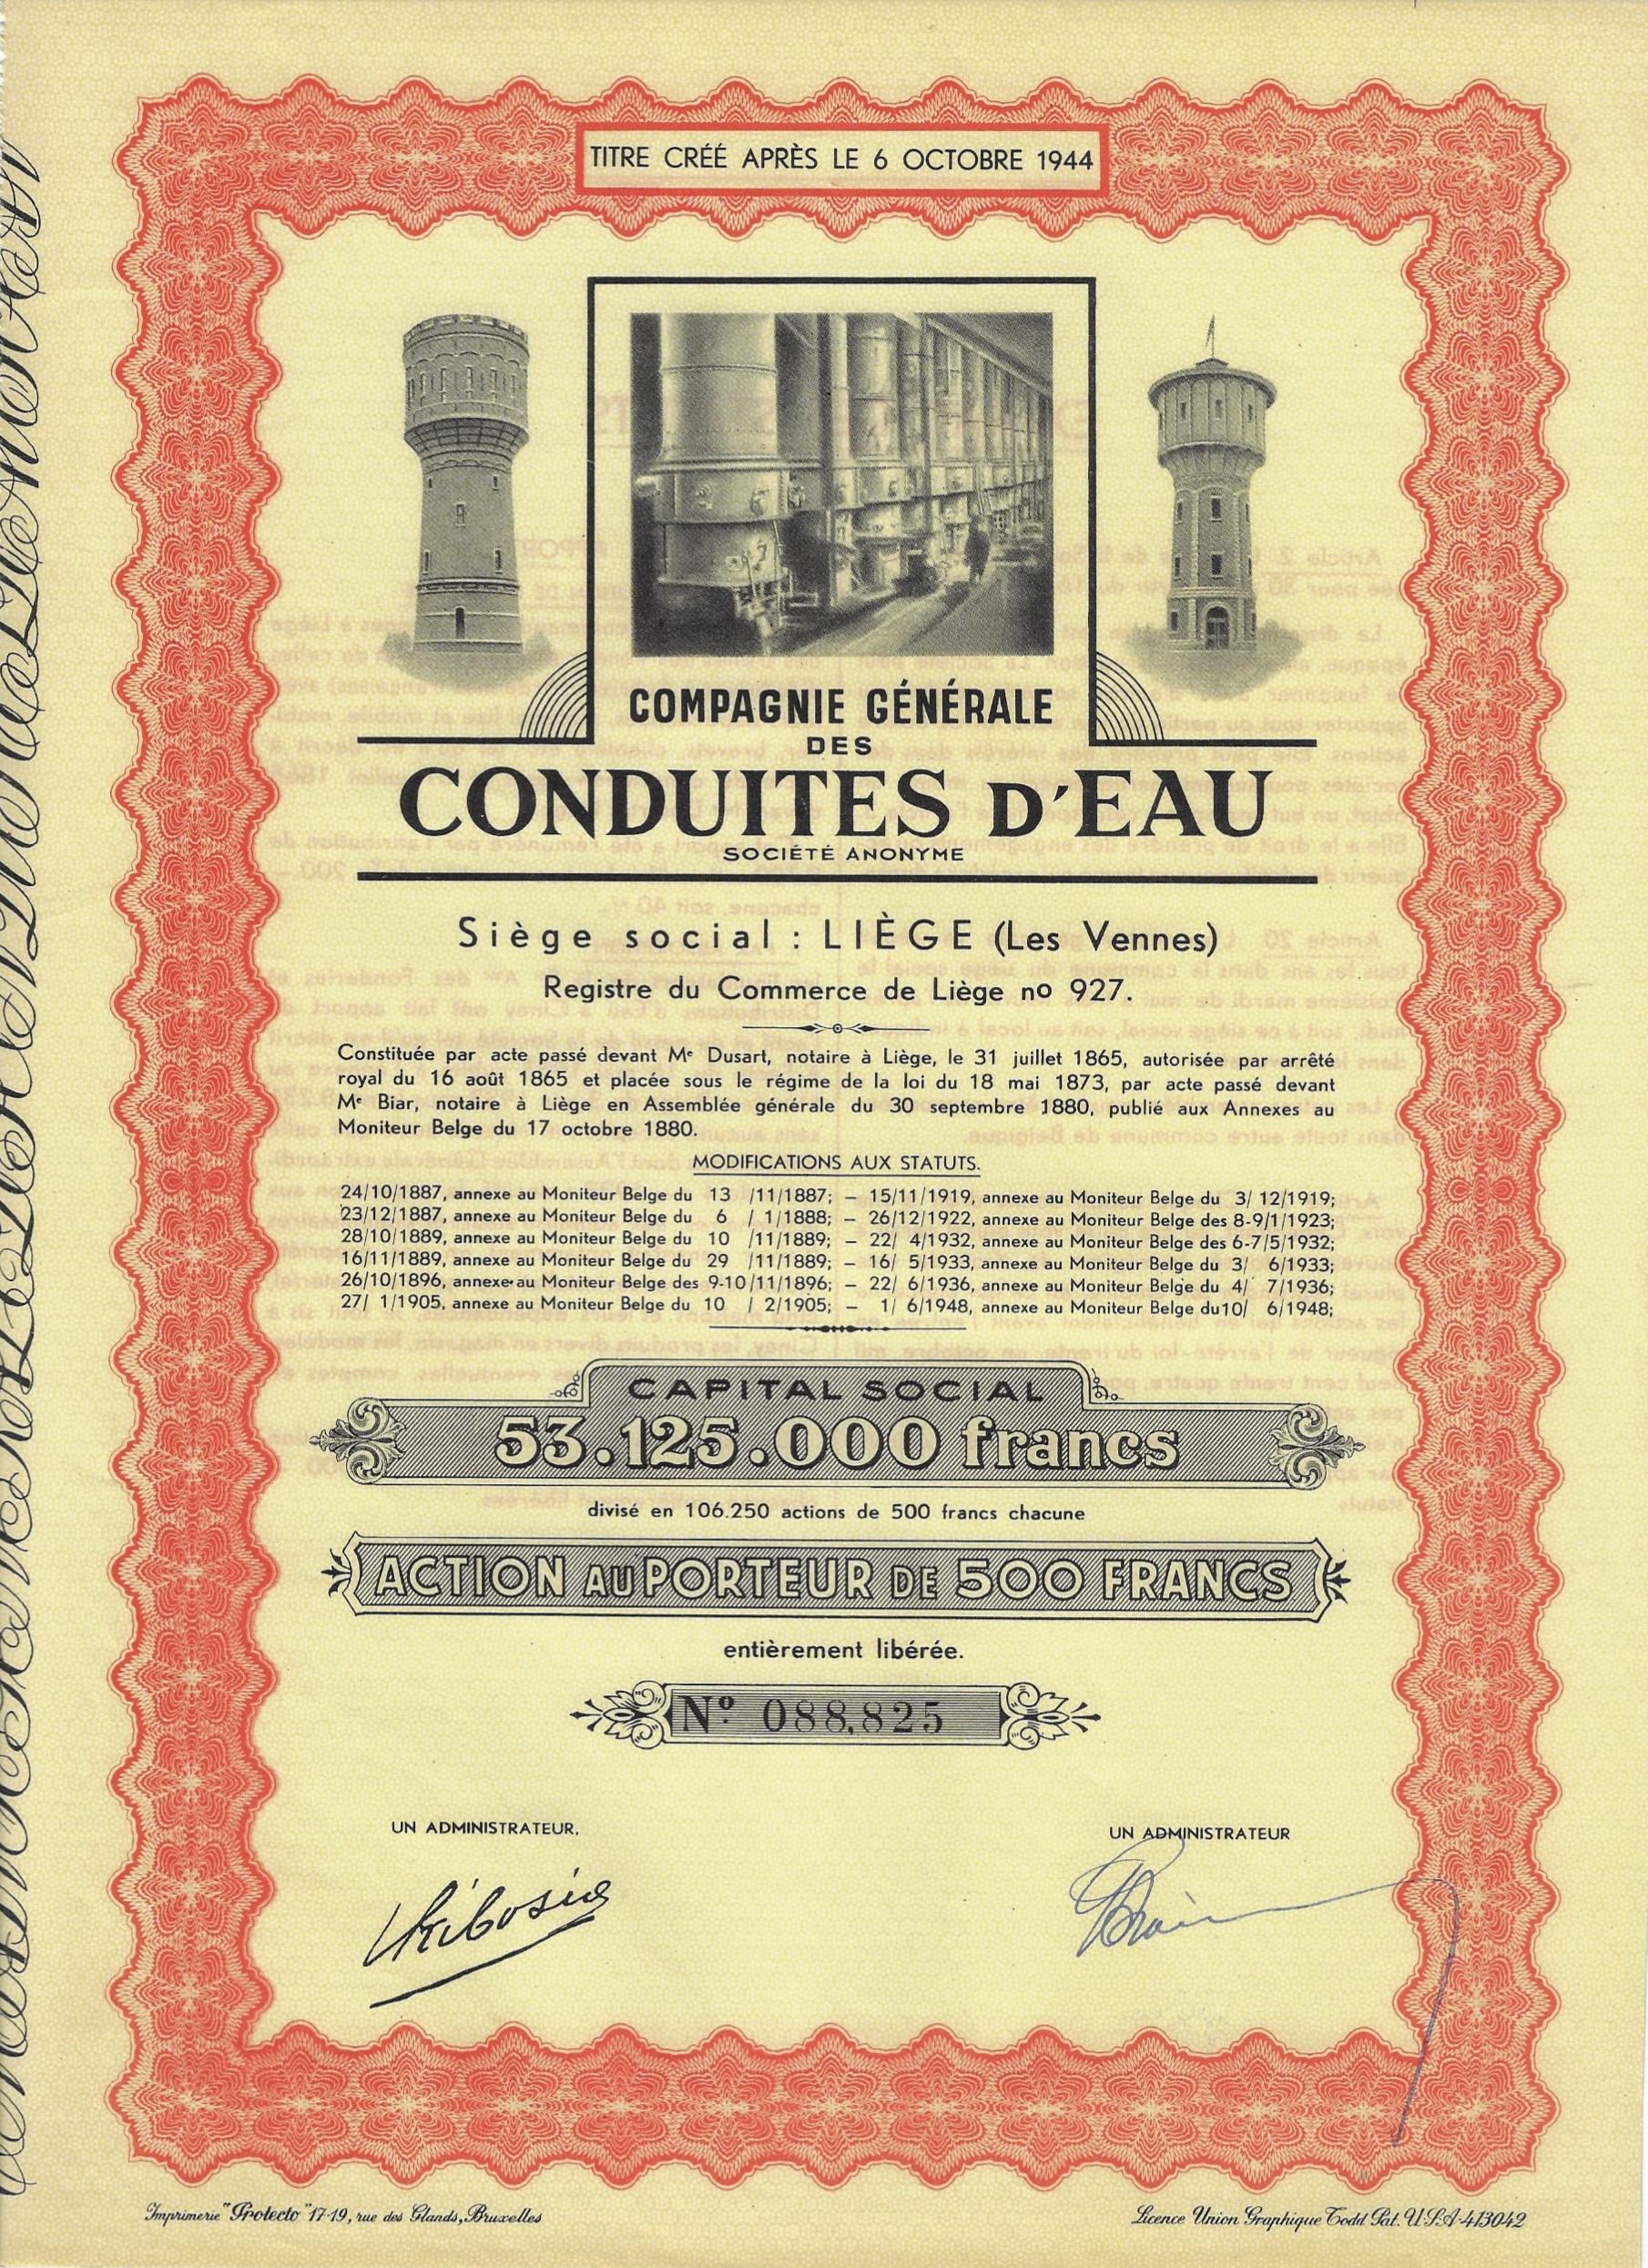 TITRE CRÉÉ APRÈS LE 6 OCTOBRE 1944
COMPAGNIE GÉNÉRALE
DES
CONDUITES D'EAU
SOCIÉTÉ ANONYME
Siège social : LIÈGE (Les Vennes)
Registre du Commerce de Liège no 927.
Constituée par acte passé devant Me Dusart, notaire à Liège, le 31 juillet 1865, autorisée par arrêté
royal du 16 août 1865 et placée sous le régime de la loi du 18 mai 1873, par acte passé devant
Me Biar, notaire à Liège en Assemblée générale du 30 septembre 1880, publié aux Annexes au
Moniteur Belge du 17 octobre 1880.
MODIFICATIONS AUX STATUTS.
24/10/1887, annexe au Moniteur Belge du 13 /11/1887; – 15/11/1919, annexe au Moniteur Belge du 3/ 12/1919;
23/12/1887, annexe au Moniteur Belge du 6 / 1/1888; – 26/12/1922, annexe au Moniteur Belge des 8-9/1/1923;
28/10/1889, annexe au Moniteur Belge du 10 /11/1889; – 22/ 4/1932, annexe au Moniteur Belge des 6-7/5/1932;
16/11/1889, annexe au Moniteur Belge du 29 /11/1889; – 16/ 5/1933, annexe au Moniteur Belge du 3/ 6/1933;
26/10/1896, annexe au Moniteur Belge des 9-10/11/1896; – 22/ 6/1936, annexe au Moniteur Belge du 4/ 7/1936;
27/ 1/1905, annexe au Moniteur Belge du 10 / 2/1905; – 1/ 6/1948, annexe au Moniteur Belge du 10/ 6/1948;
CAPITAL SOCIAL
53.125.000 francs
divisé en 106.250 actions de 500 francs chacune
ACTION AU PORTEUR DE 500 FRANCS
entièrement libérée.
No 088,825
UN ADMINISTRATEUR,
UN ADMINISTRATEUR
Imprimerie "Protecto" 17-19, rue des Glands, Bruxelles
Licence Union Graphique Todd Pat. U.S.A-413042